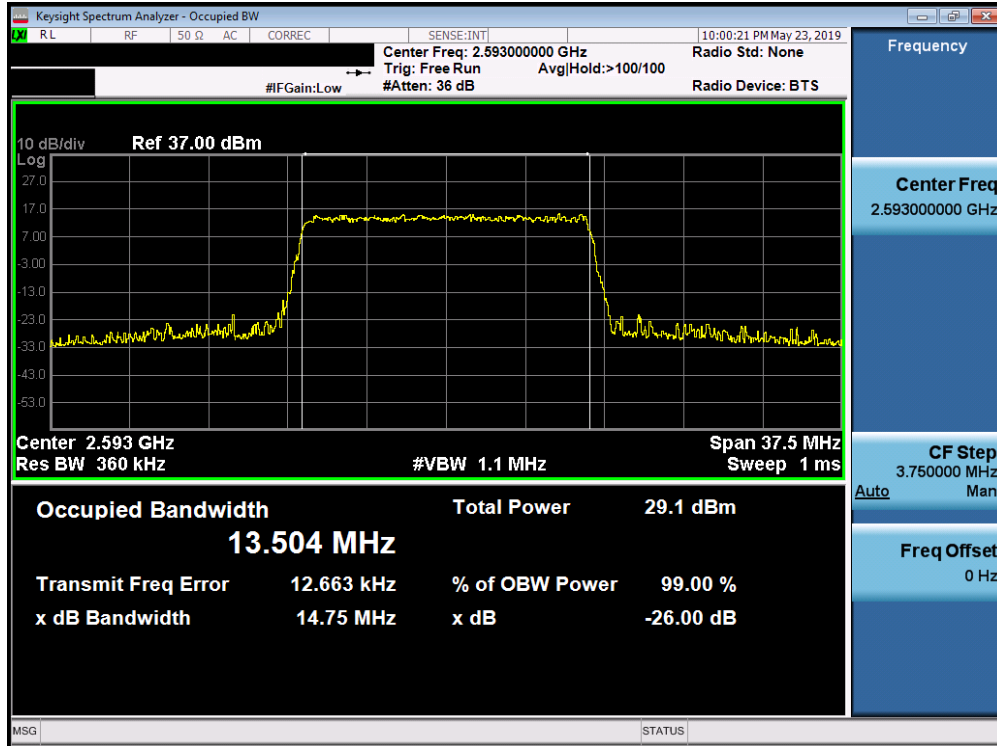 Keysight Spectrum Analyzer - Occupied BW
LXI RL RF 50 Ω AC CORREC SENSE:INT 10:00:21 PM May 23, 2019
Center Freq: 2.593000000 GHz Radio Std: None
Trig: Free Run Avg|Hold:>100/100
#IFGain:Low #Atten: 36 dB Radio Device: BTS
10 dB/div Ref 37.00 dBm
Log
27.0
17.0
7.00
-3.00
-13.0
-23.0
-33.0
-43.0
-53.0
Center 2.593 GHz Span 37.5 MHz
Res BW 360 kHz #VBW 1.1 MHz Sweep 1 ms
Occupied Bandwidth Total Power 29.1 dBm
13.504 MHz
Transmit Freq Error 12.663 kHz % of OBW Power 99.00 %
x dB Bandwidth 14.75 MHz x dB -26.00 dB
MSG STATUS
Frequency
Center Freq
2.593000000 GHz
CF Step
3.750000 MHz
Auto Man
Freq Offset
0 Hz